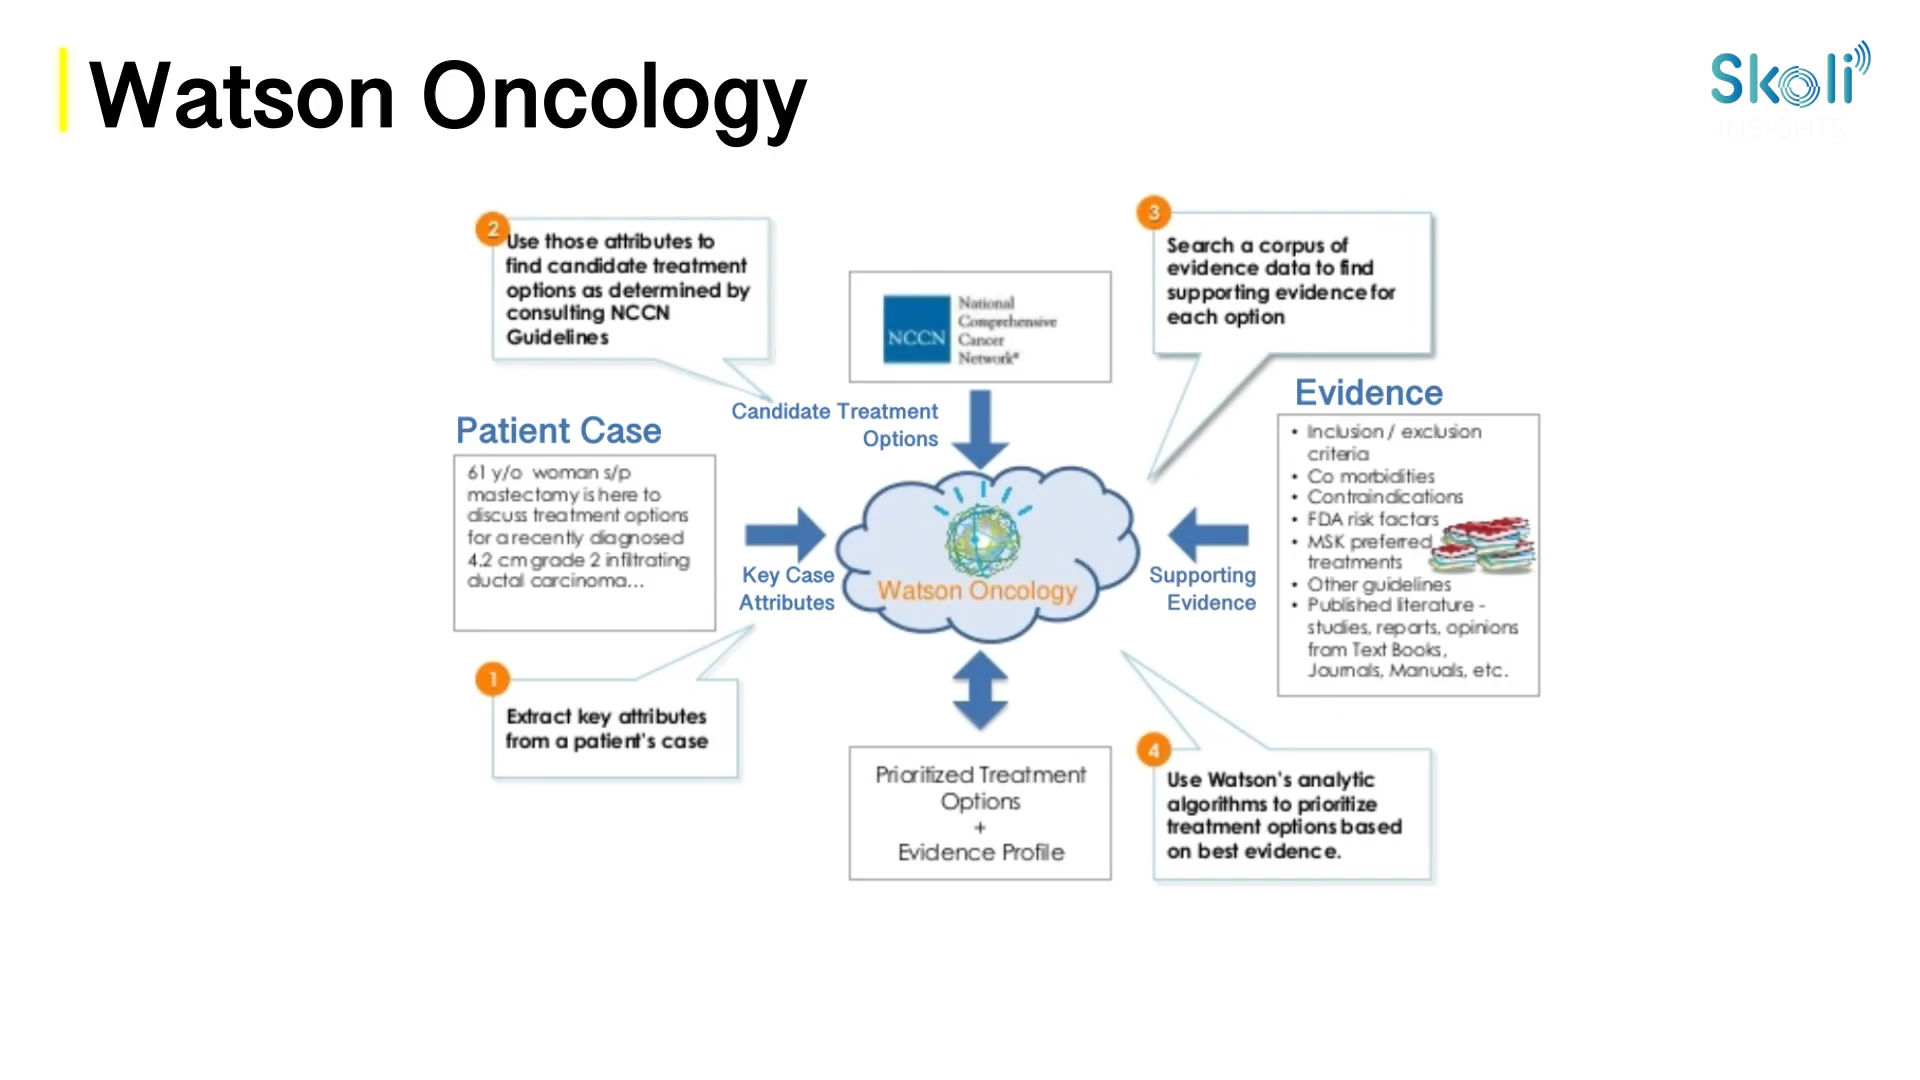 Watson Oncology
Skoli
INSIGHTS
2
Use those attributes to
find candidate treatment
options as determined by
consulting NCCN
Guidelines
NCCN
National
Comprehensive
Cancer
Network®
3
Search a corpus of
evidence data to find
supporting evidence for
each option
Candidate Treatment
Options
Patient Case
61 y/o woman s/p
mastectomy is here to
discuss treatment options
for a recently diagnosed
4.2 cm grade 2 infiltrating
ductal carcinoma...
Key Case
Attributes
Watson Oncology
Supporting
Evidence
Evidence
• Inclusion / exclusion
criteria
• Co morbidities
• Contraindications
• FDA risk factors
• MSK preferred
treatments
• Other guidelines
• Published literature -
studies, reports, opinions
from Text Books,
Journals, Manuals, etc.
1
Extract key attributes
from a patient's case
Prioritized Treatment
Options
+
Evidence Profile
4
Use Watson's analytic
algorithms to prioritize
treatment options based
on best evidence.